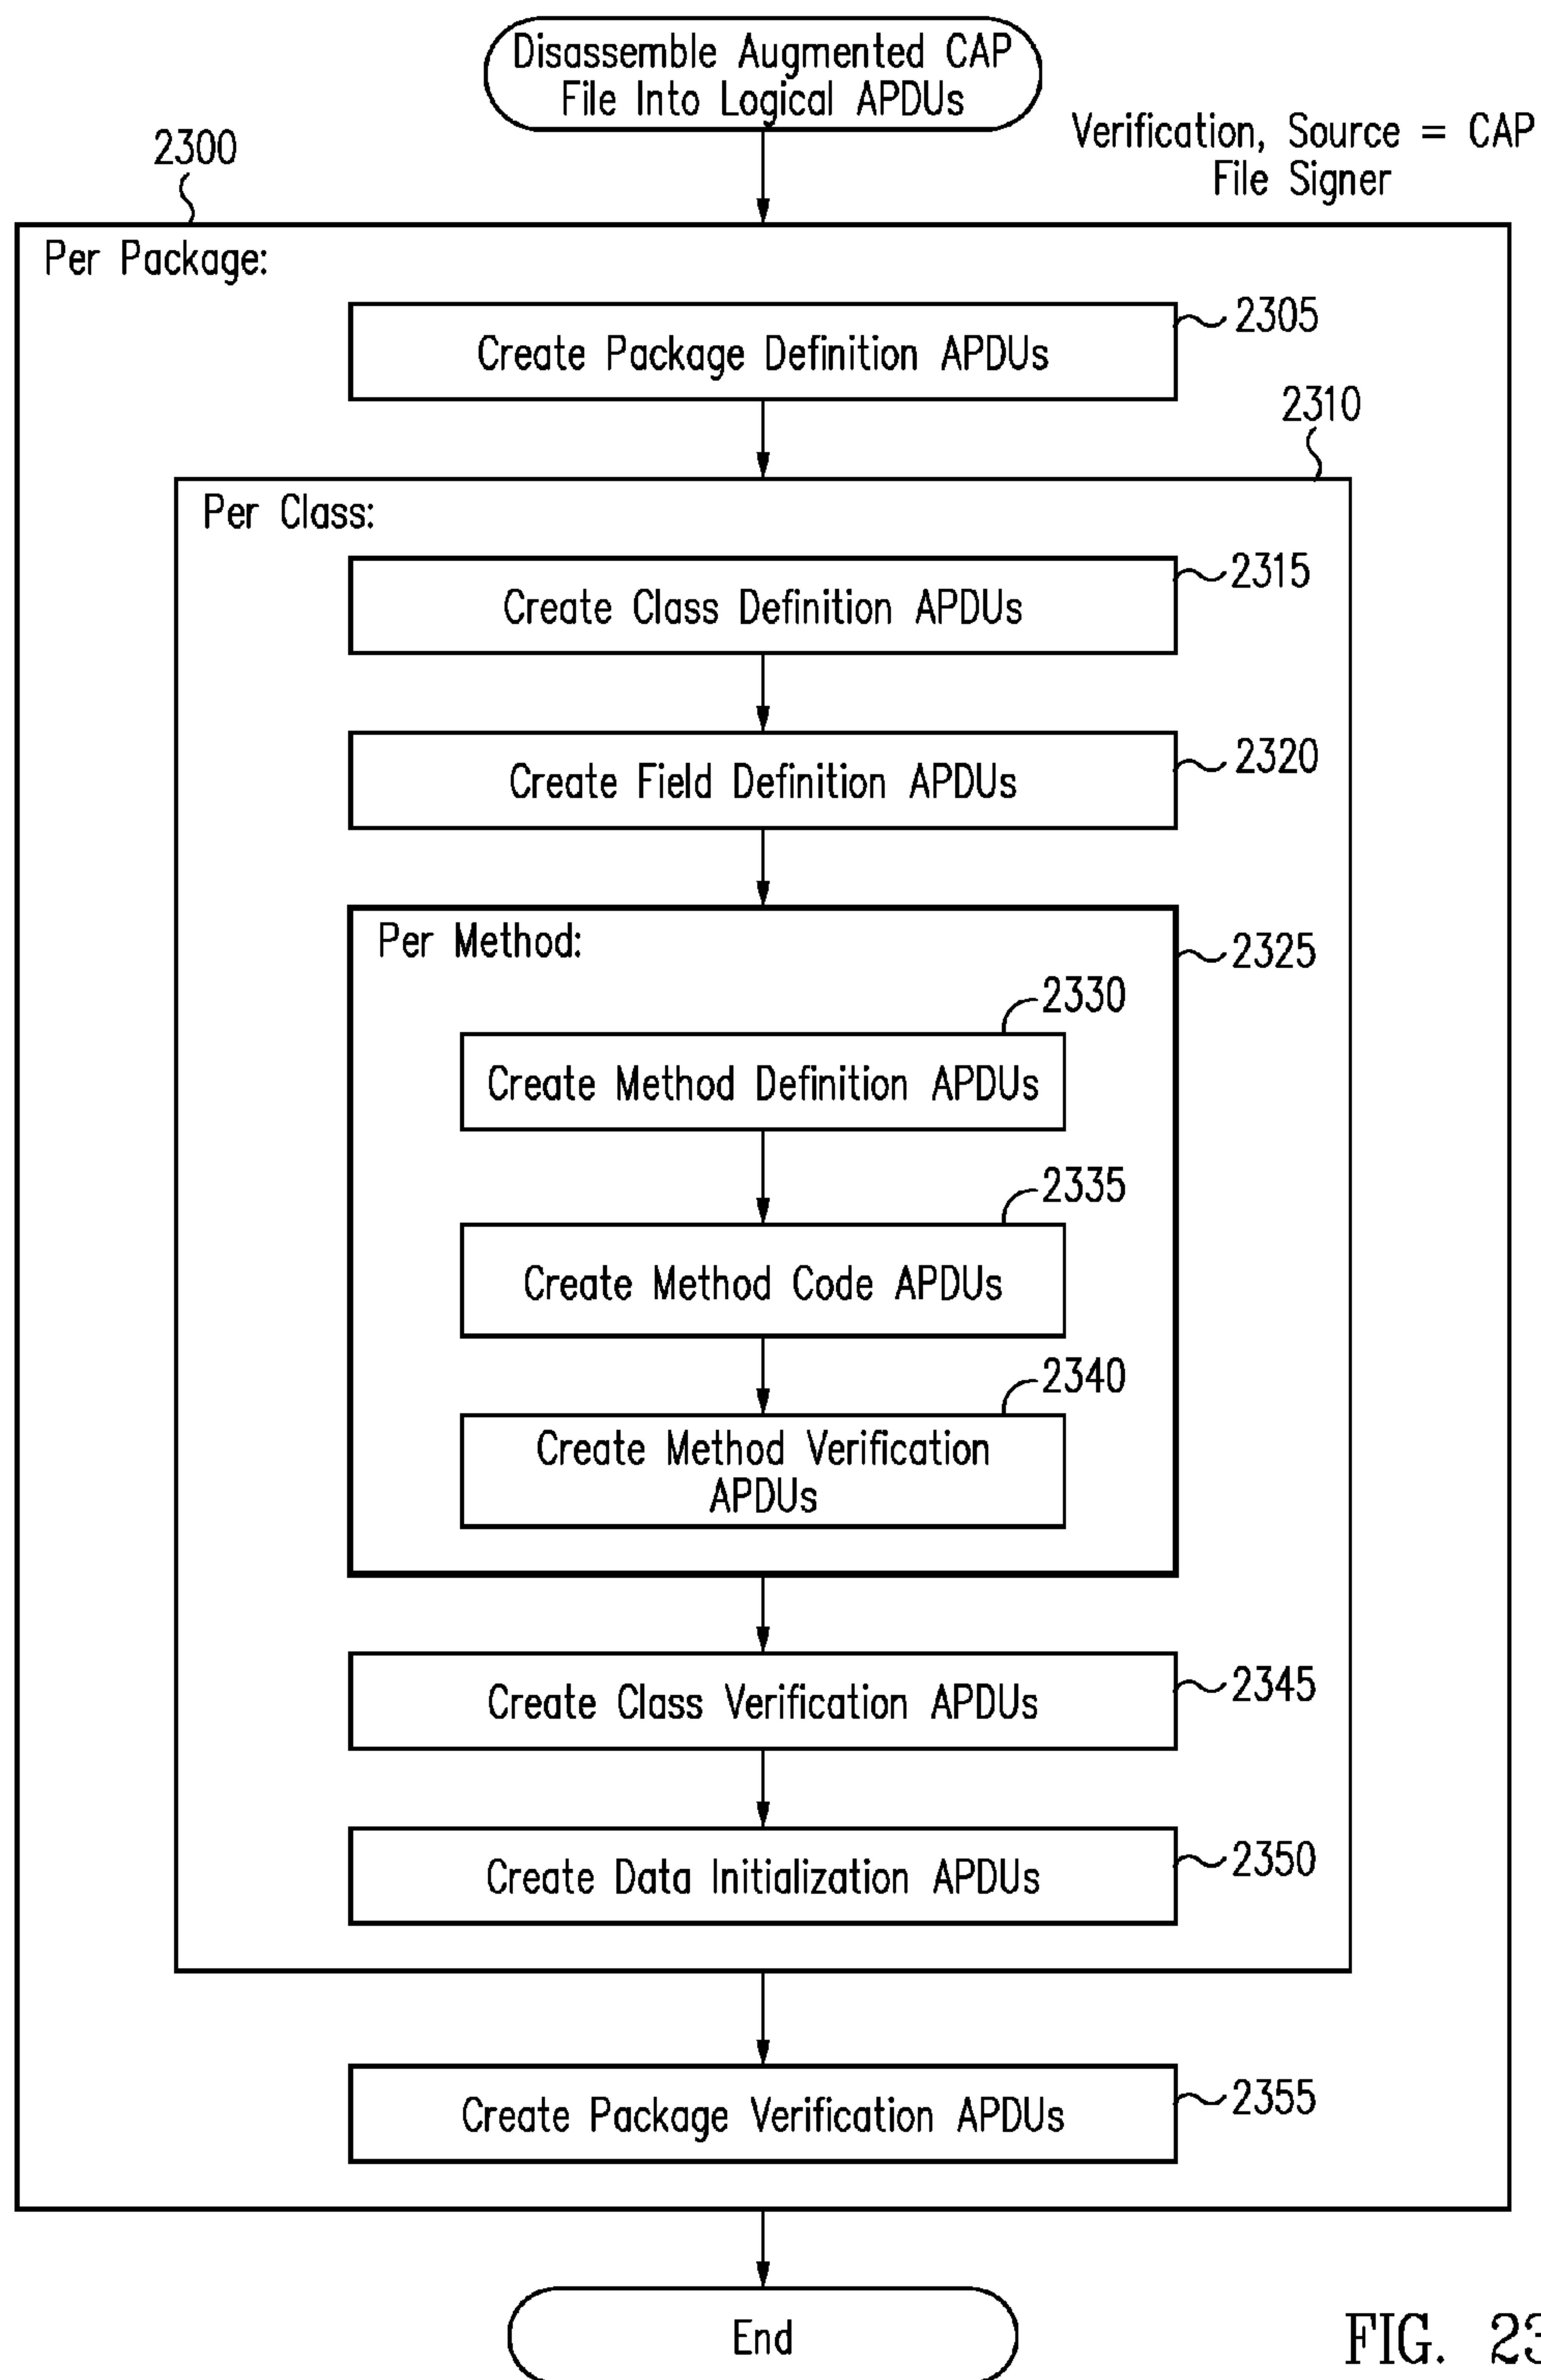 Disassemble Augmented CAP
File Into Logical APDUs
Verification, Source = CAP
File Signer
2300
Per Package:
2305
Create Package Definition APDUs
2310
Per Class:
2315
Create Class Definition APDUs
2320
Create Field Definition APDUs
2325
Per Method:
2330
Create Method Definition APDUs
2335
Create Method Code APDUs
2340
Create Method Verification
APDUs
2345
Create Class Verification APDUs
2350
Create Data Initialization APDUs
2355
Create Package Verification APDUs
End
FIG. 23